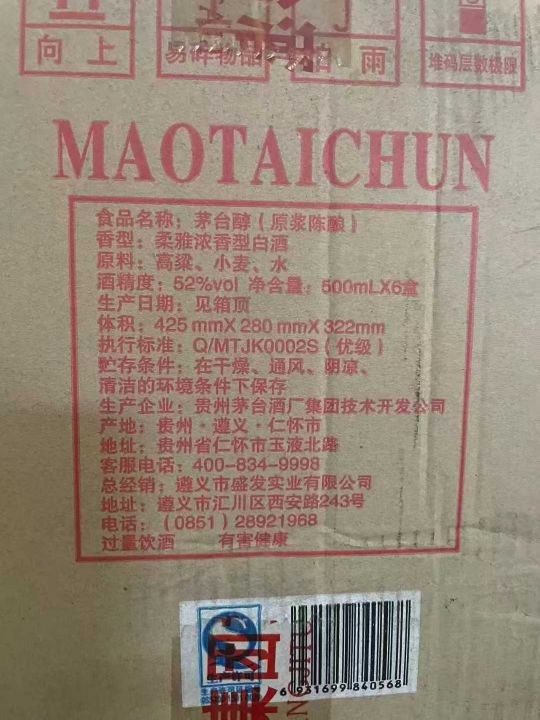 向上
易碎物品
怕雨
堆码层数极限
MAOTAICHUN
食品名称：茅台醇（原浆陈酿）
香型：柔雅浓香型白酒
原料：高粱、小麦、水
酒精度：52%vol 净含量：500mLX6盒
生产日期：见箱顶
体积：425 mmX 280 mmX 322mm
执行标准：Q/MTJK0002S（优级）
贮存条件：在干燥、通风、阴凉、
清洁的环境条件下保存
生产企业：贵州茅台酒厂集团技术开发公司
产地：贵州·遵义·仁怀市
地址：贵州省仁怀市玉液北路
客服电话：400-834-9998
总经销：遵义市盛发实业有限公司
地址：遵义市汇川区西安路243号
电话：（0851）28921968
过量饮酒 有害健康
生产许可
6931699840568